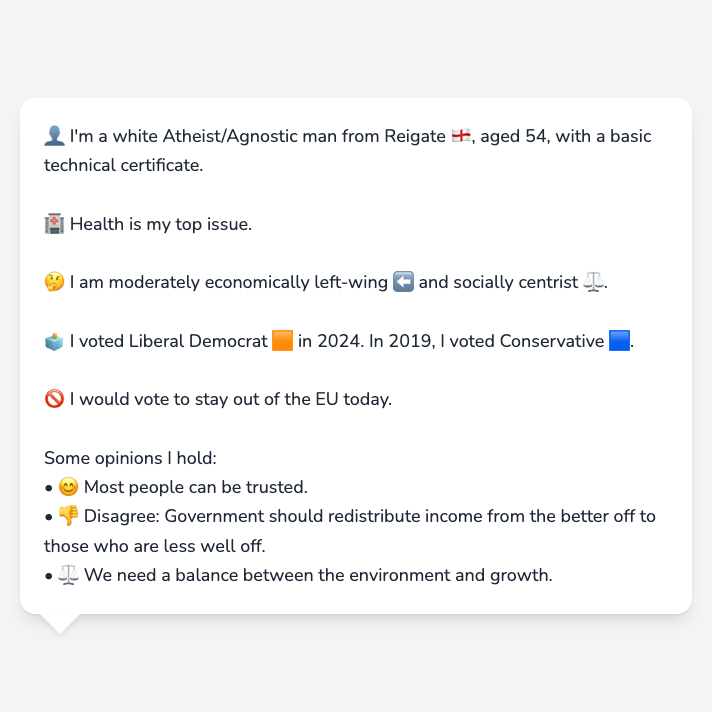 👤 I'm a white Atheist/Agnostic man from Reigate 🏴󠁧󠁢󠁥󠁮󠁧󠁿, aged 54, with a basic
technical certificate.
🏥 Health is my top issue.
🤔 I am moderately economically left-wing ⬅️ and socially centrist ⚖️.
🗳️ I voted Liberal Democrat 🟧 in 2024. In 2019, I voted Conservative 🟦.
🚫 I would vote to stay out of the EU today.
Some opinions I hold:
• 😊 Most people can be trusted.
• 👎 Disagree: Government should redistribute income from the better off to
those who are less well off.
• ⚖️ We need a balance between the environment and growth.